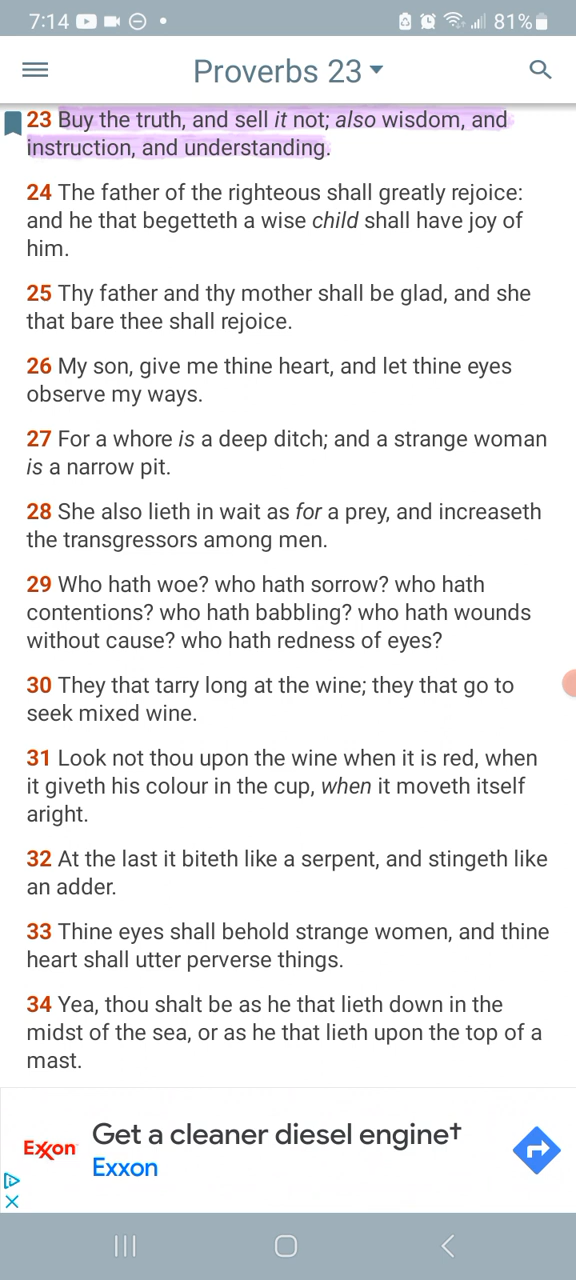 7:14 81%
Proverbs 23
23 Buy the truth, and sell it not; also wisdom, and
instruction, and understanding.
24 The father of the righteous shall greatly rejoice:
and he that begetteth a wise child shall have joy of
him.
25 Thy father and thy mother shall be glad, and she
that bare thee shall rejoice.
26 My son, give me thine heart, and let thine eyes
observe my ways.
27 For a whore is a deep ditch; and a strange woman
is a narrow pit.
28 She also lieth in wait as for a prey, and increaseth
the transgressors among men.
29 Who hath woe? who hath sorrow? who hath
contentions? who hath babbling? who hath wounds
without cause? who hath redness of eyes?
30 They that tarry long at the wine; they that go to
seek mixed wine.
31 Look not thou upon the wine when it is red, when
it giveth his colour in the cup, when it moveth itself
aright.
32 At the last it biteth like a serpent, and stingeth like
an adder.
33 Thine eyes shall behold strange women, and thine
heart shall utter perverse things.
34 Yea, thou shalt be as he that lieth down in the
midst of the sea, or as he that lieth upon the top of a
mast.
Exxon
Get a cleaner diesel engine†
Exxon